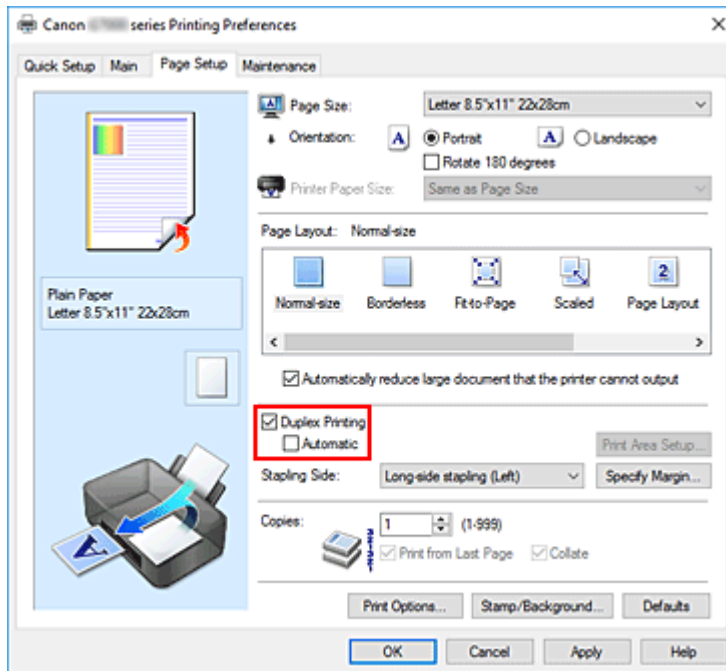 Canon series Printing Preferences
Quick Setup Main Page Setup Maintenance
Page Size: Letter 8.5"x11" 22x28cm
Orientation: A Portrait A Landscape
Rotate 180 degrees
Printer Paper Size: Same as Page Size
Page Layout: Normal-size
2
Normal-size Borderless Fit-to-Page Scaled Page Layout
Plain Paper
Letter 8.5"x11" 22x28cm
Automatically reduce large document that the printer cannot output
Duplex Printing
Automatic
Print Area Setup...
Stapling Side: Long-side stapling (Left) Specify Margin...
Copies: 1 (1-999)
Print from Last Page Collate
A
Print Options... Stamp/Background... Defaults
OK Cancel Apply Help